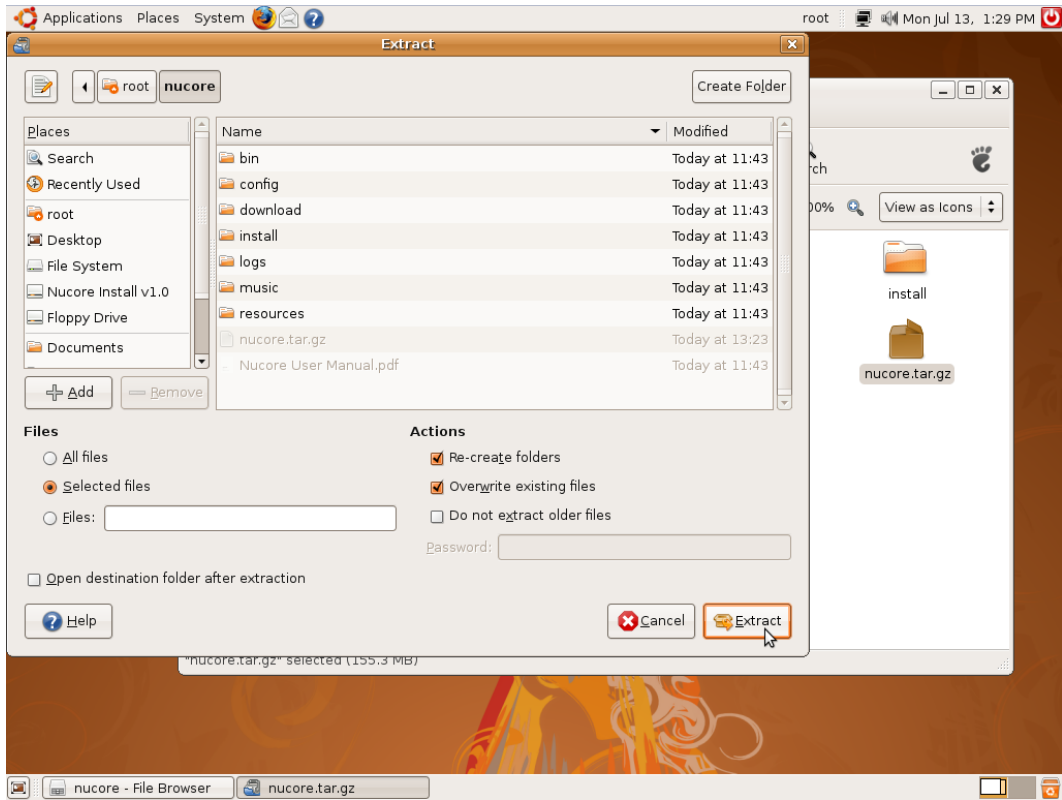 Applications Places System
root
Mon Jul 13, 1:29 PM
Extract
root
nucore
Create Folder
Places
Name
Modified
Search
Recently Used
root
Desktop
File System
Nucore Install v1.0
Floppy Drive
Documents
bin Today at 11:43
config Today at 11:43
download Today at 11:43
install Today at 11:43
logs Today at 11:43
music Today at 11:43
resources Today at 11:43
nucore.tar.gz Today at 13:23
Nucore User Manual.pdf Today at 11:43
Add
Remove
View as Icons
install
nucore.tar.gz
Files
All files
Selected files
Files:
Actions
Re-create folders
Overwrite existing files
Do not extract older files
Password:
Open destination folder after extraction
Help
Cancel
Extract
"nucore.tar.gz" selected (155.3 MB)
nucore - File Browser
nucore.tar.gz